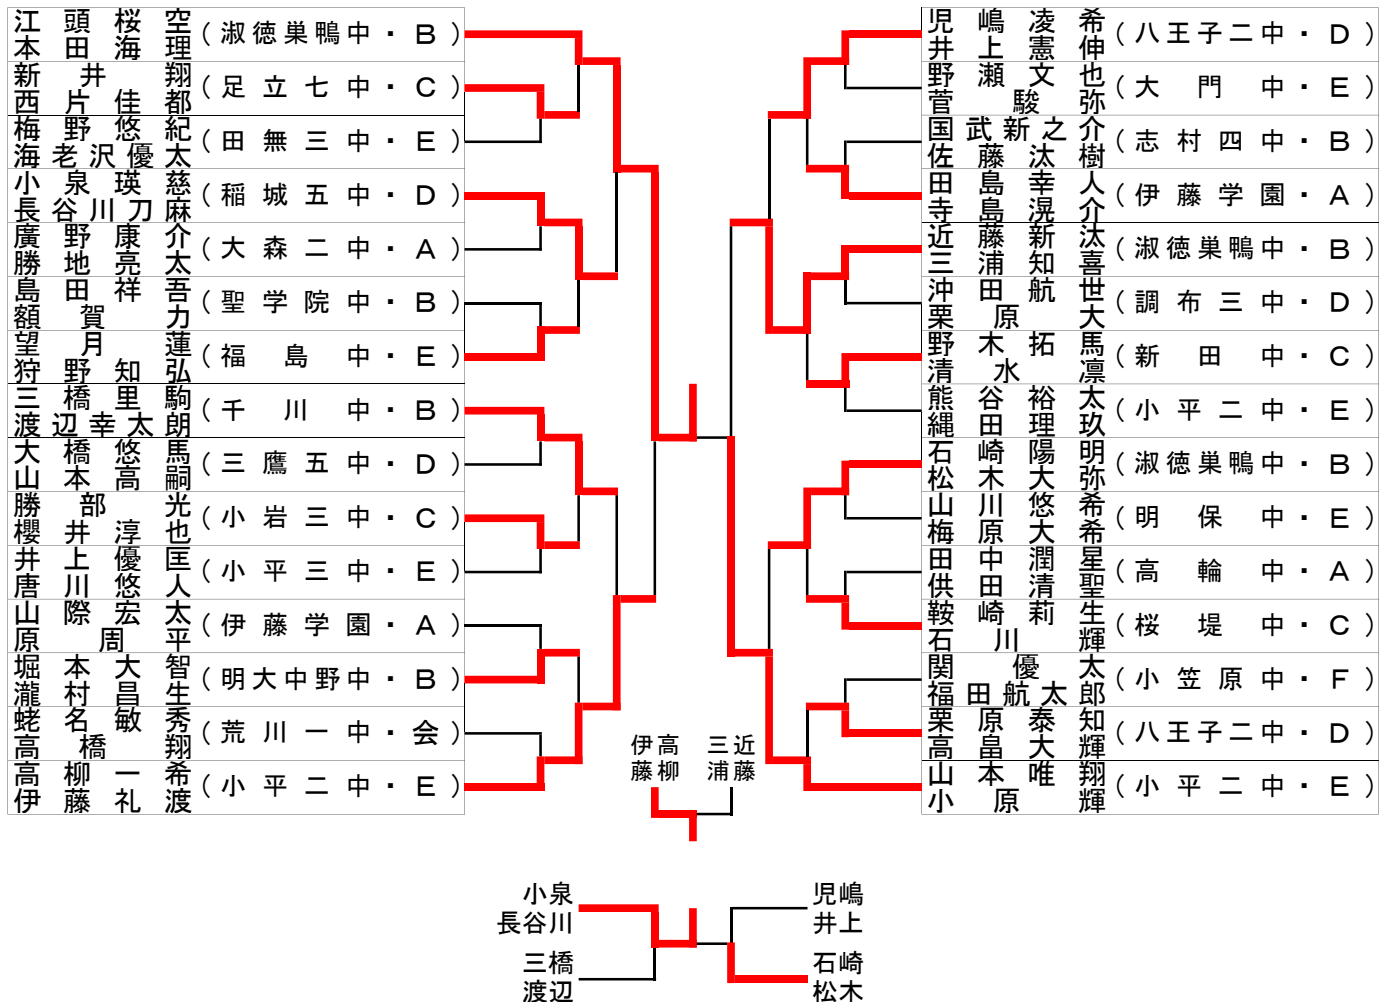 江頭桜空
本田海理
(淑徳巣鴨中・B)
新井翔
西片佳都
(足立七中・C)
梅野悠紀
海老沢優太
(田無三中・E)
小泉瑛慈
長谷川刀麻
(稲城五中・D)
廣野康介
勝地亮太
(大森二中・A)
島田祥吾
額賀力
(聖学院中・B)
望月蓮
狩野知弘
(福島中・E)
三橋里駒
渡辺幸太朗
(千川中・B)
大橋悠馬
山本高嗣
(三鷹五中・D)
勝部光
櫻井淳也
(小岩三中・C)
井上優匡
唐川悠人
(小平三中・E)
山際宏太
原周平
(伊藤学園・A)
堀本大智
瀧村昌生
(明大中野中・B)
蛯名敏秀
高橋翔
(荒川一中・会)
高柳一希
伊藤礼渡
(小平二中・E)
児嶋凌希
井上憲伸
(八王子二中・D)
野瀬文也
菅駿弥
(大門中・E)
国武新之介
佐藤汰樹
(志村四中・B)
田島幸人
寺島滉介
(伊藤学園・A)
近藤新汰
三浦知喜
(淑徳巣鴨中・B)
沖田航世
栗原大
(調布三中・D)
野木拓馬
清水凛
(新田中・C)
熊谷裕太
縄田理玖
(小平二中・E)
石崎陽明
松木大弥
(淑徳巣鴨中・B)
山川悠希
梅原大希
(明保中・E)
田中潤星
供田清聖
(高輪中・A)
鞍崎莉生
石川輝
(桜堤中・C)
関優太
福田航太郎
(小笠原中・F)
栗原泰知
高畠大輝
(八王子二中・D)
山本唯翔
小原輝
(小平二中・E)
高柳
伊藤
近藤
三浦
小泉
長谷川
三橋
渡辺
児嶋
井上
石崎
松木